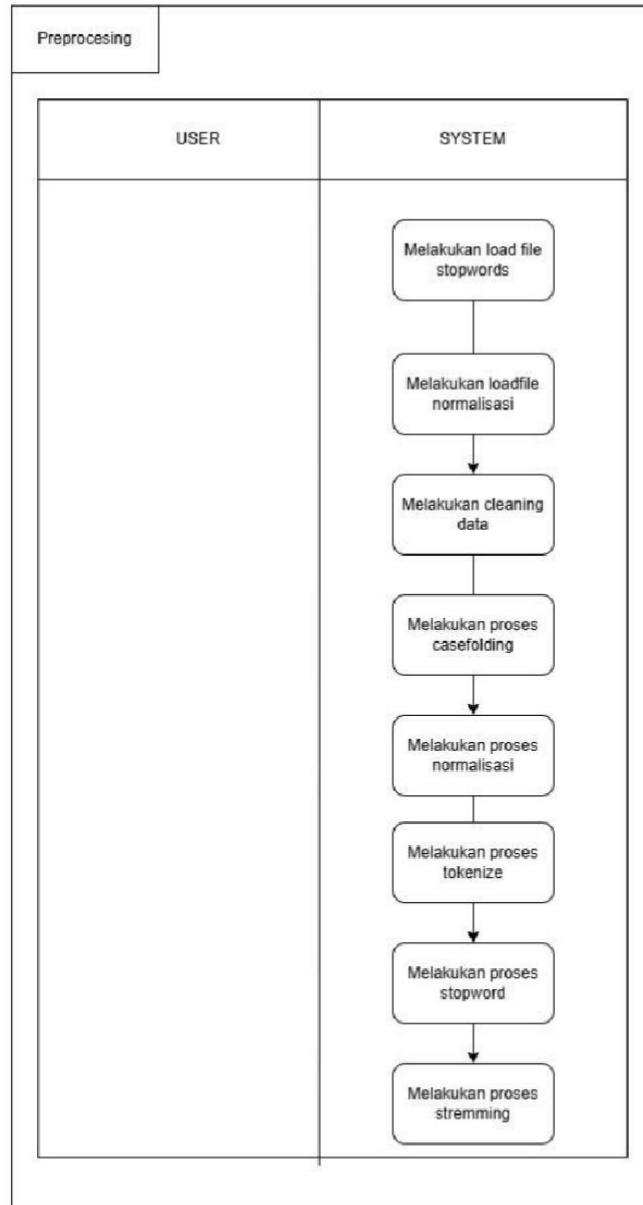 Preprocesing
USER
SYSTEM
Melakukan load file
stopwords
Melakukan loadfile
normalisasi
Melakukan cleaning
data
Melakukan proses
casefolding
Melakukan proses
normalisasi
Melakukan proses
tokenize
Melakukan proses
stopword
Melakukan proses
stremming